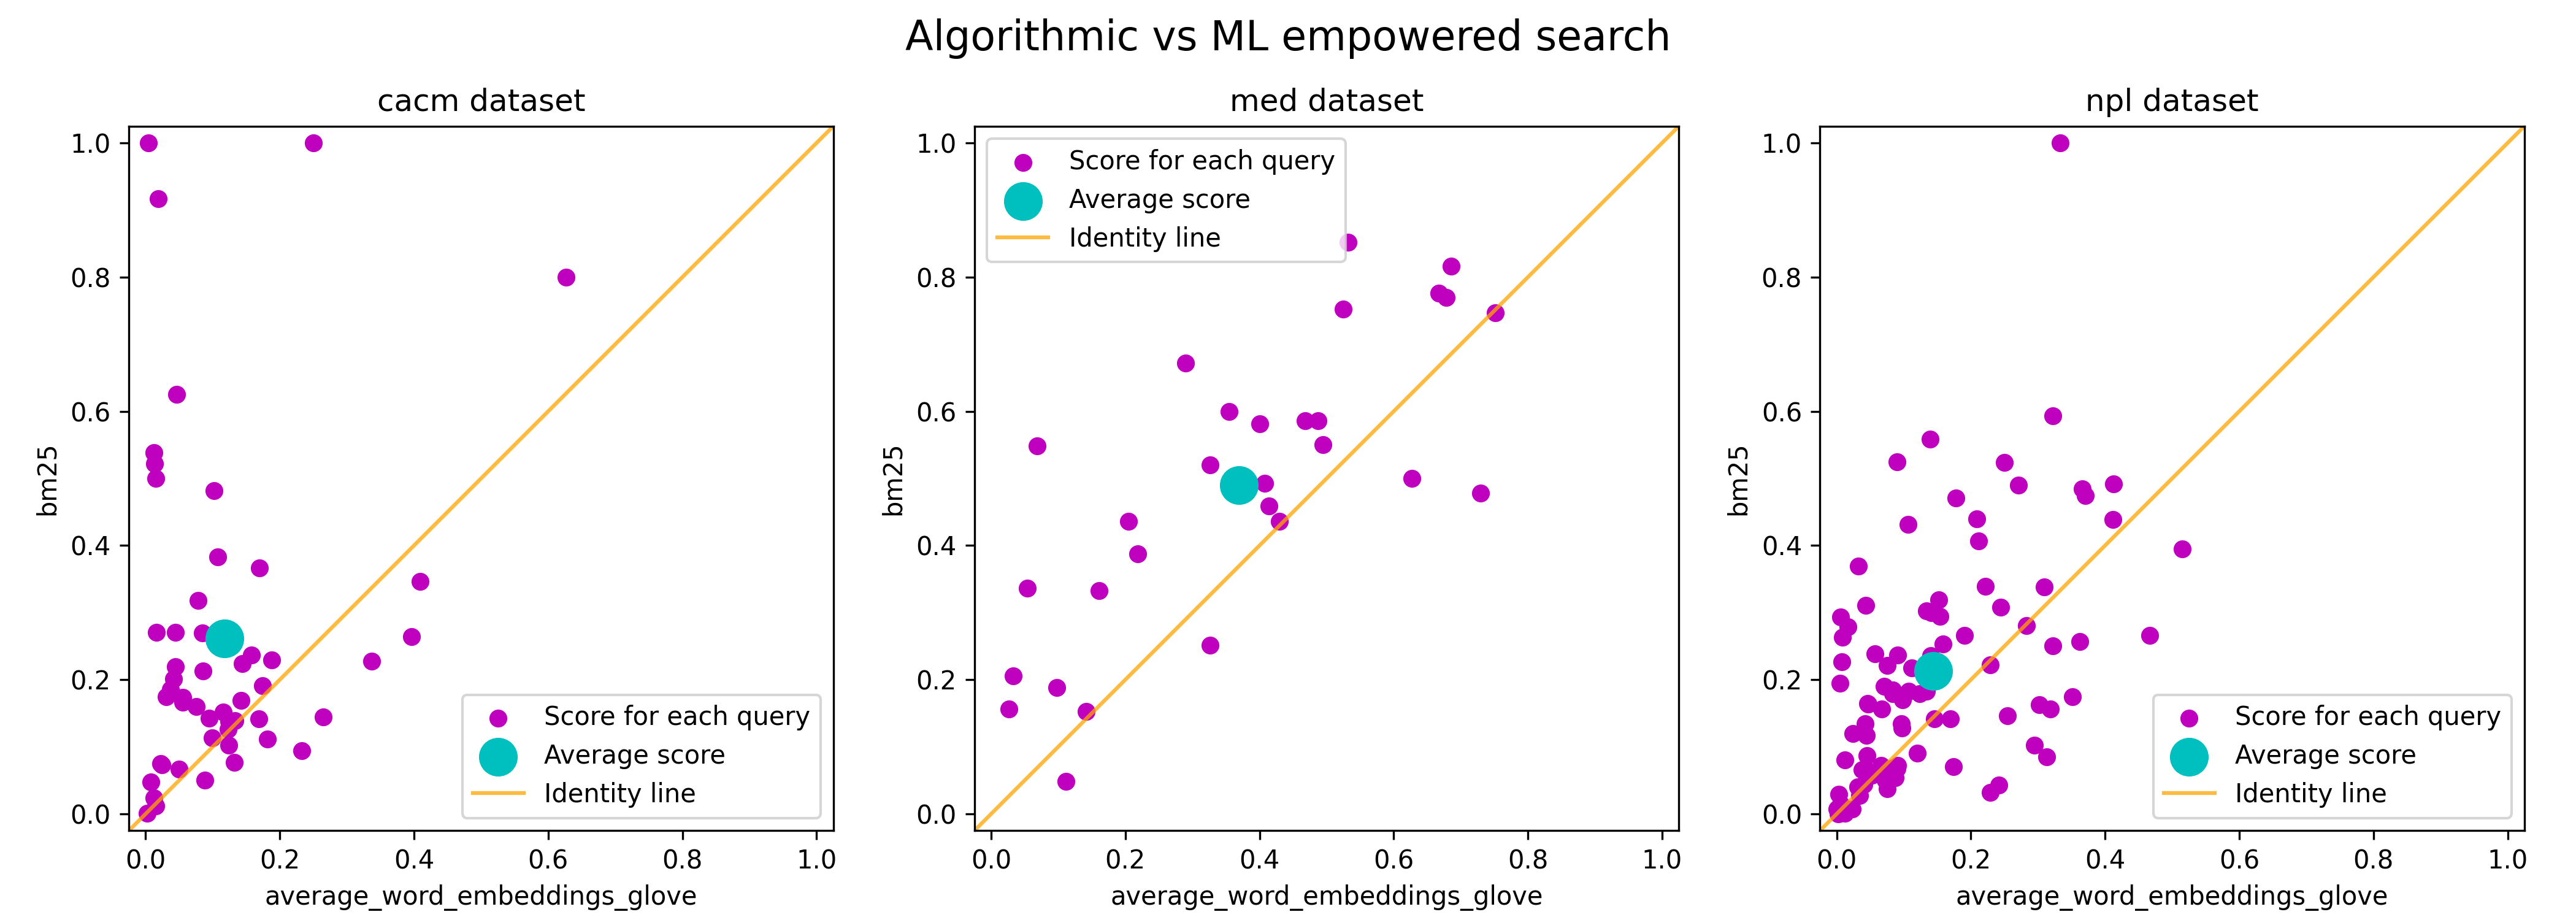 Algorithmic vs ML empowered search
cacm dataset
1.0
0.8
0.6
0.4
0.2
0.0
bm25
0.0 0.2 0.4 0.6 0.8 1.0
average_word_embeddings_glove
Score for each query
Average score
Identity line
med dataset
1.0
0.8
0.6
0.4
0.2
0.0
bm25
0.0 0.2 0.4 0.6 0.8 1.0
average_word_embeddings_glove
Score for each query
Average score
Identity line
npl dataset
1.0
0.8
0.6
0.4
0.2
0.0
bm25
0.0 0.2 0.4 0.6 0.8 1.0
average_word_embeddings_glove
Score for each query
Average score
Identity line